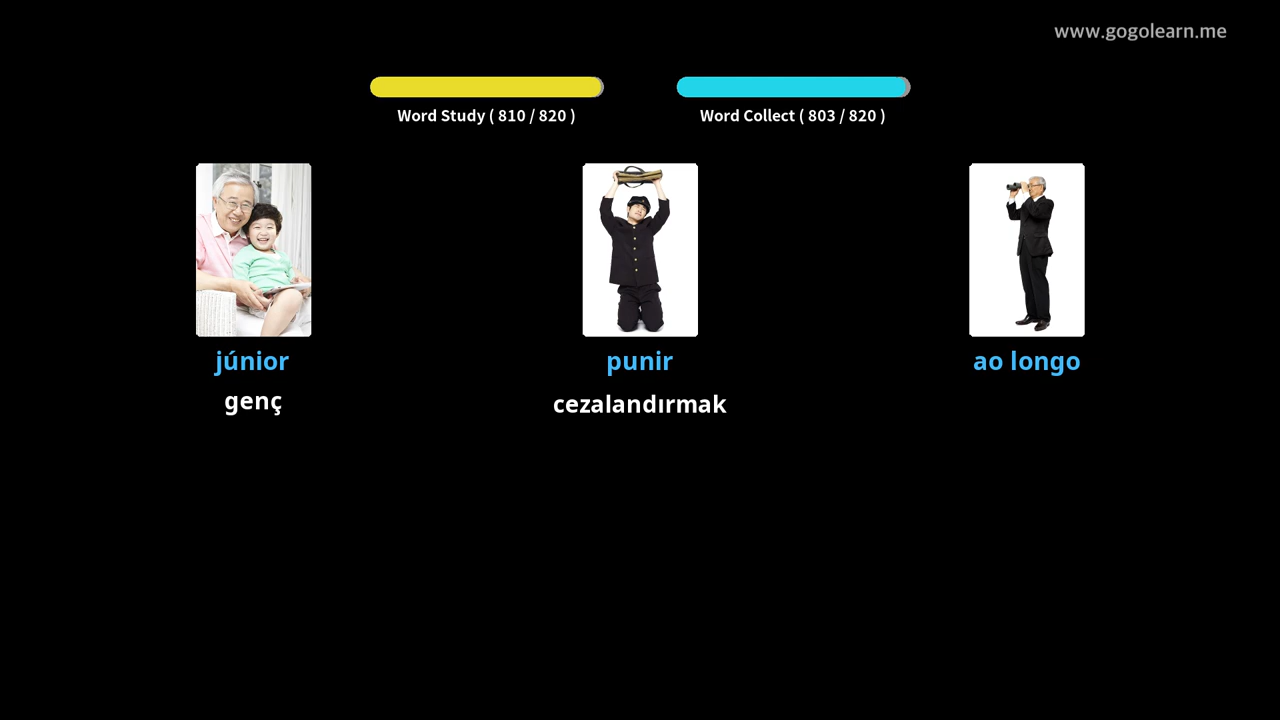 www.gogolearn.me
Word Study ( 810 / 820 )
Word Collect ( 803 / 820 )
júnior
punir
ao longo
genç
cezalandırmak